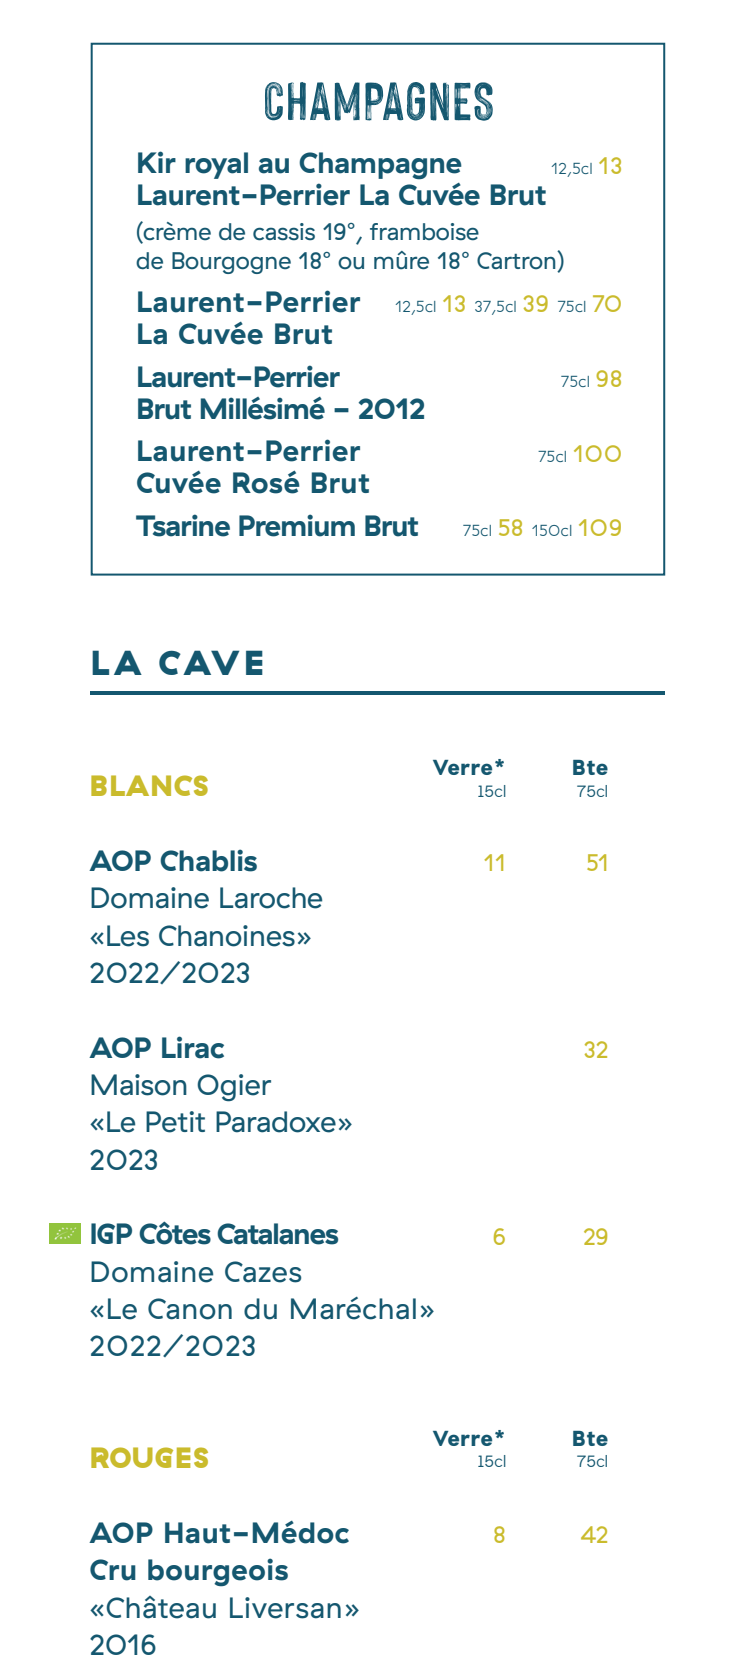 CHAMPAGNES
Kir royal au Champagne 12,5cl 13
Laurent-Perrier La Cuvée Brut
(crème de cassis 19°, framboise
de Bourgogne 18° ou mûre 18° Cartron)
Laurent-Perrier 12,5cl 13 37,5cl 39 75cl 70
La Cuvée Brut
Laurent-Perrier 75cl 98
Brut Millésimé - 2012
Laurent-Perrier 75cl 100
Cuvée Rosé Brut
Tsarine Premium Brut 75cl 58 150cl 109
LA CAVE
BLANCS Verre* Bte
15cl 75cl
AOP Chablis 11 51
Domaine Laroche
«Les Chanoines»
2022/2023
AOP Lirac 32
Maison Ogier
«Le Petit Paradoxe»
2023
IGP Côtes Catalanes 6 29
Domaine Cazes
«Le Canon du Maréchal»
2022/2023
ROUGES Verre* Bte
15cl 75cl
AOP Haut-Médoc 8 42
Cru bourgeois
«Château Liversan»
2016